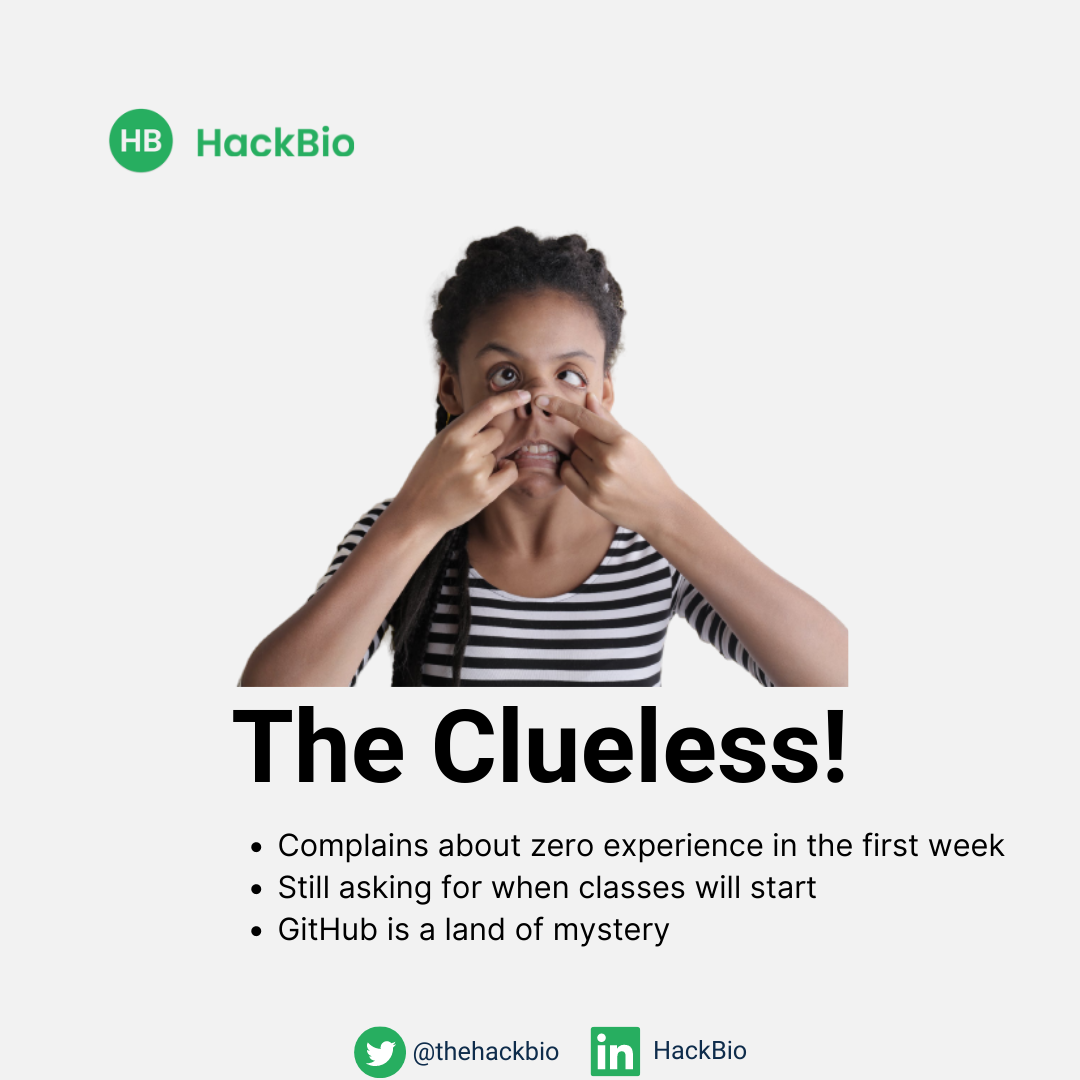 HB HackBio
The Clueless!
• Complains about zero experience in the first week
• Still asking for when classes will start
• GitHub is a land of mystery
@thehackbio in HackBio